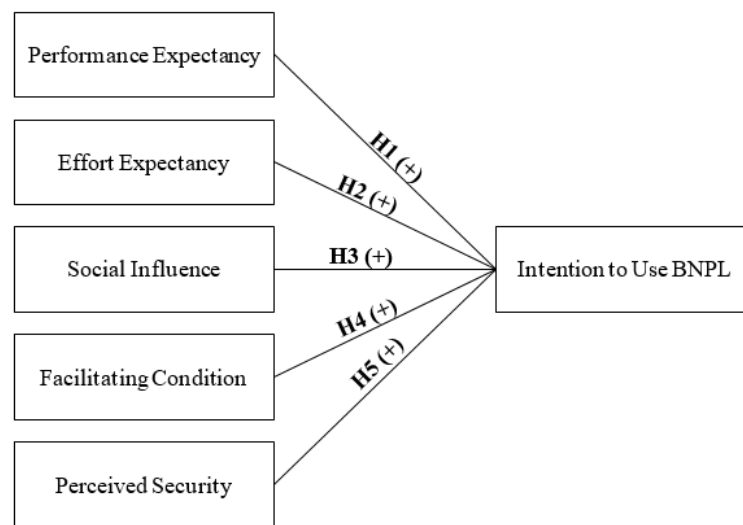 Performance Expectancy
H1 (+)
Effort Expectancy
H2 (+)
Social Influence
H3 (+)
Intention to Use BNPL
H4 (+)
Facilitating Condition
H5 (+)
Perceived Security